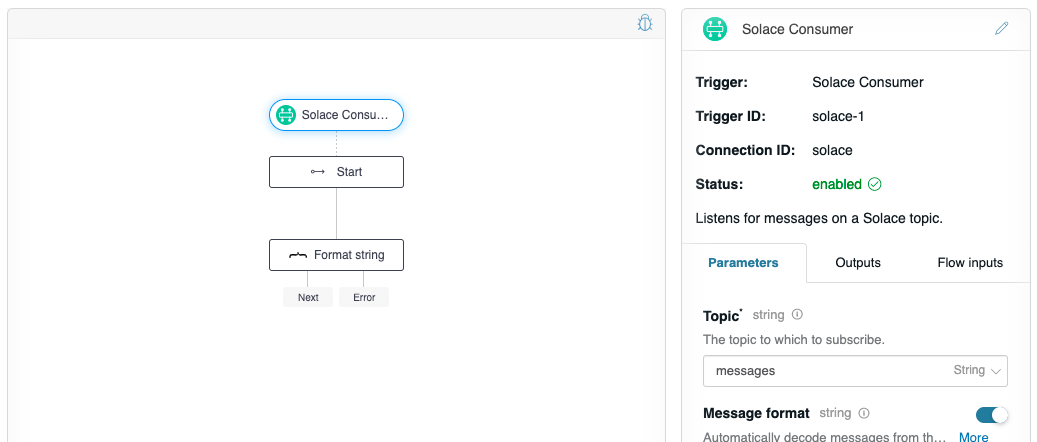 Solace Consu...
Start
Format string
Next
Error
Solace Consumer
Trigger: Solace Consumer
Trigger ID: solace-1
Connection ID: solace
Status: enabled
Listens for messages on a Solace topic.
Parameters Outputs Flow inputs
Topic* string
The topic to which to subscribe.
messages String
Message format string
Automatically decode messages from th... More